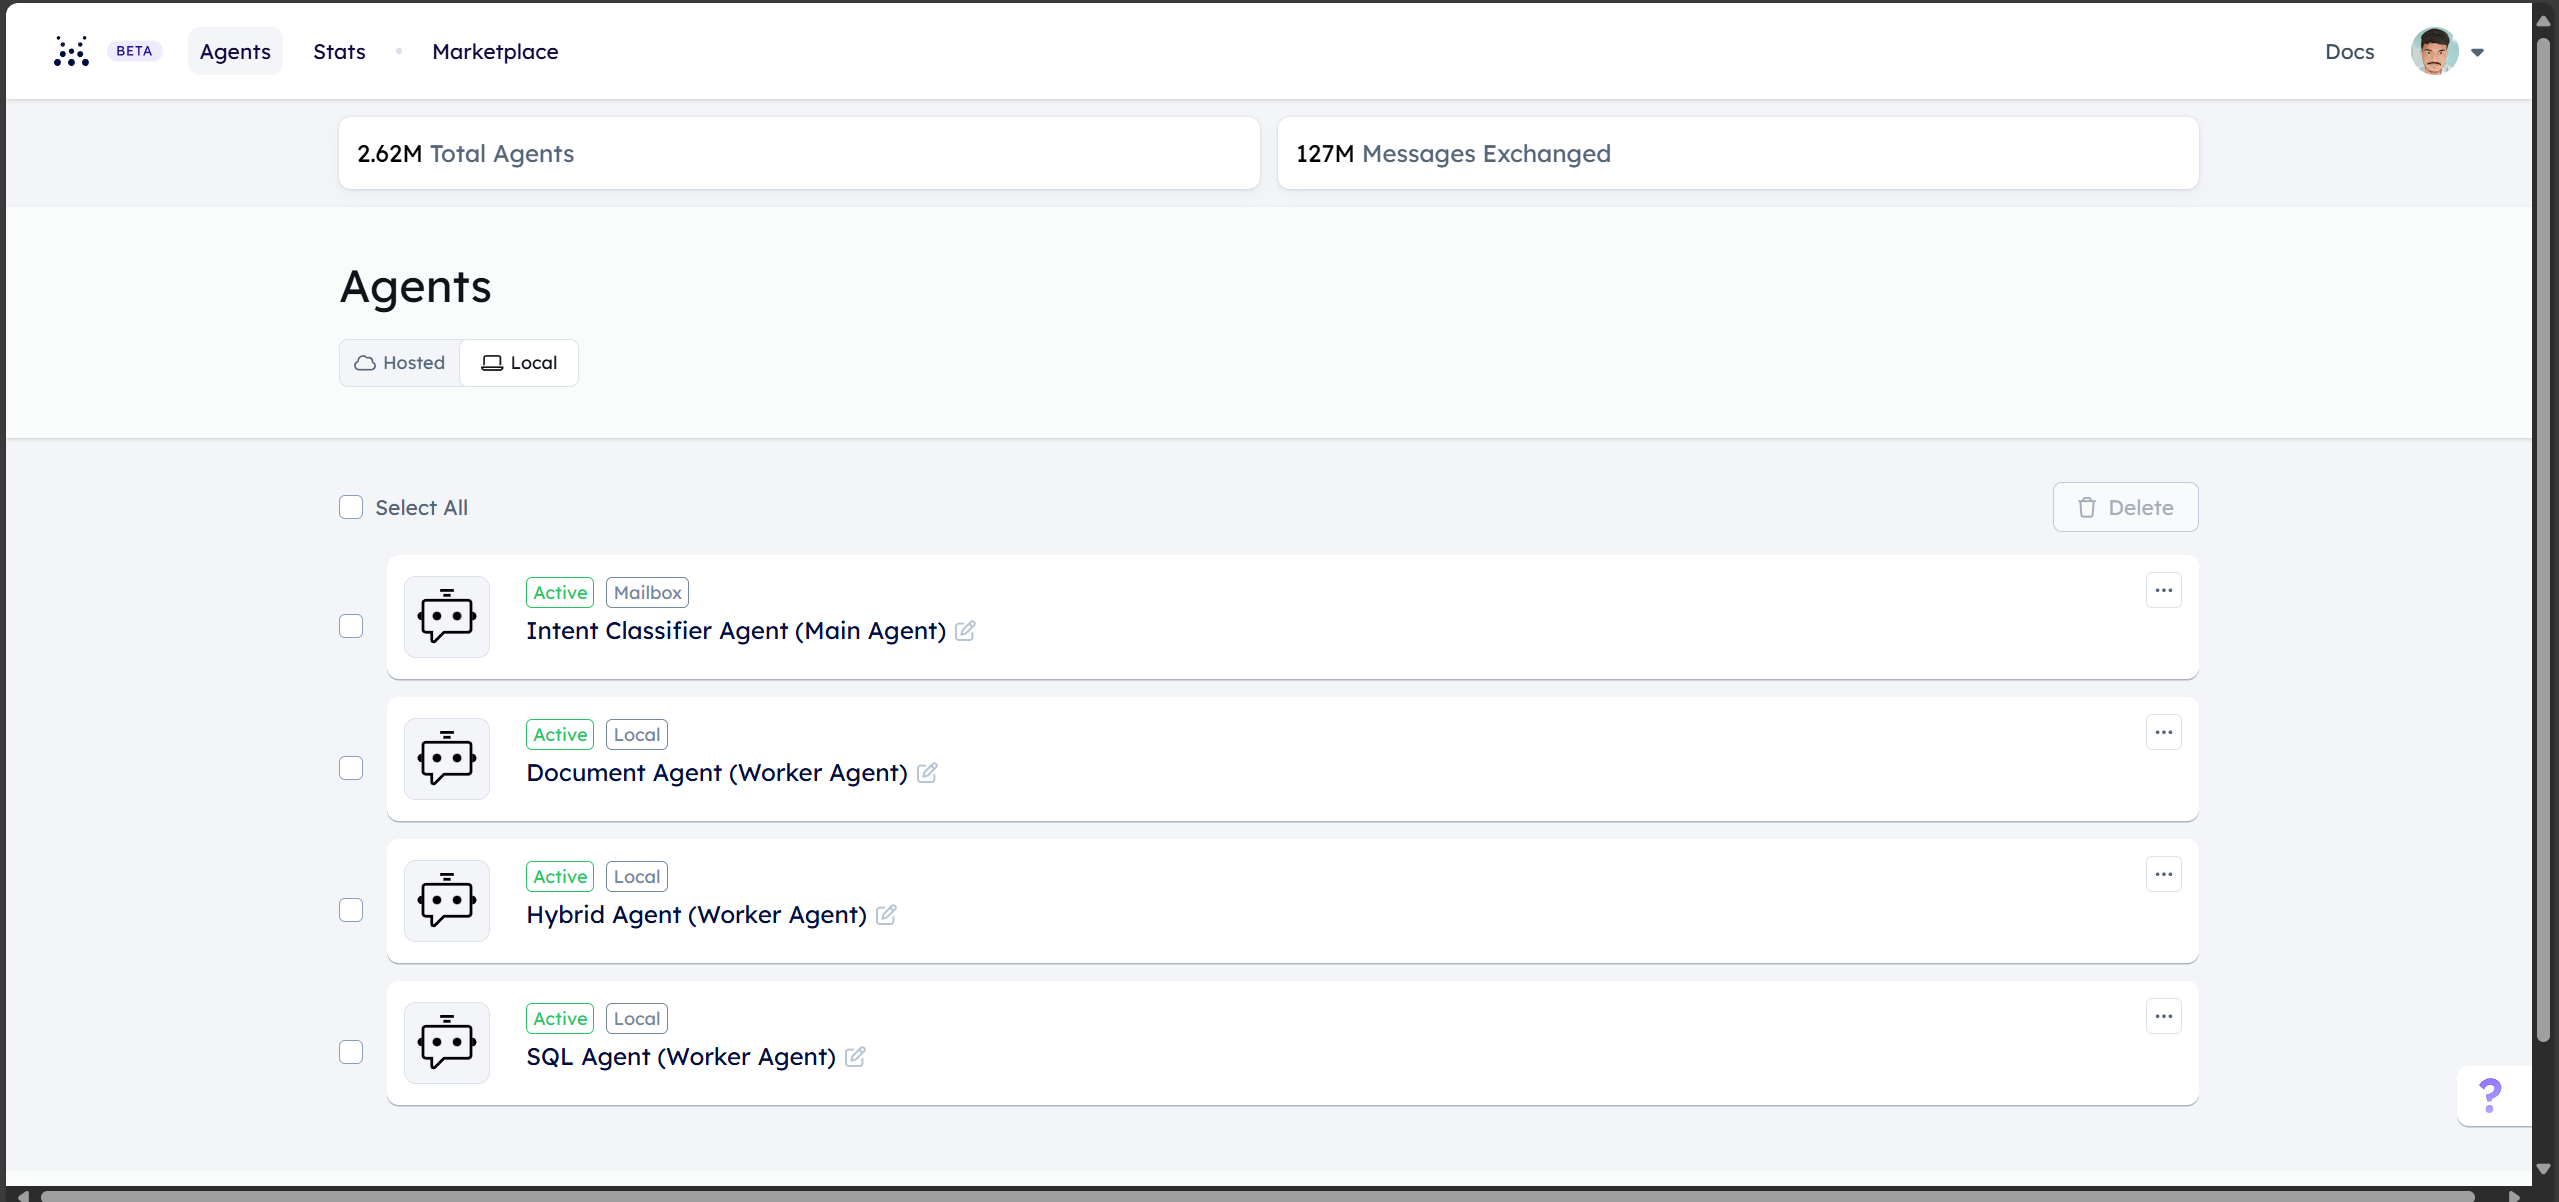 BETA Agents Stats Marketplace Docs
2.62M Total Agents 127M Messages Exchanged
Agents
Hosted Local
Select All Delete
Active Mailbox
Intent Classifier Agent (Main Agent)
Active Local
Document Agent (Worker Agent)
Active Local
Hybrid Agent (Worker Agent)
Active Local
SQL Agent (Worker Agent)
?